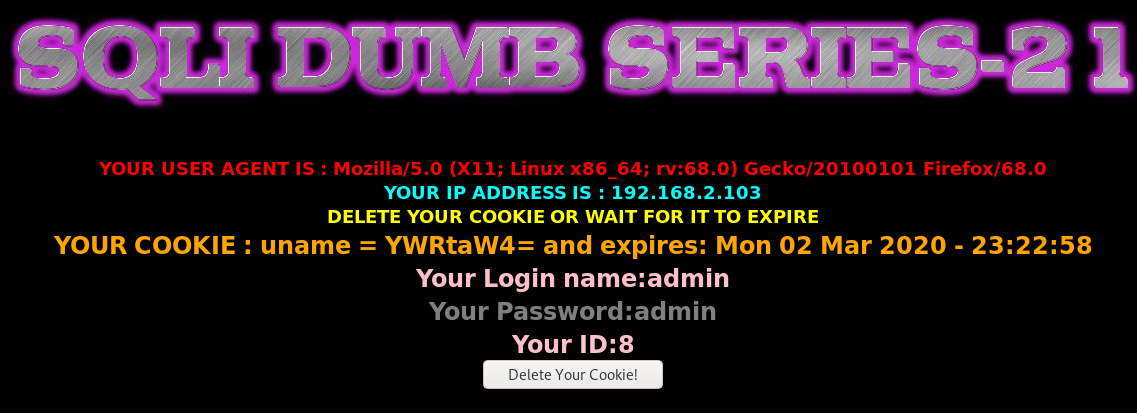 SQLI DUMB SERIES-21
YOUR USER AGENT IS : Mozilla/5.0 (X11; Linux x86_64; rv:68.0) Gecko/20100101 Firefox/68.0
YOUR IP ADDRESS IS : 192.168.2.103
DELETE YOUR COOKIE OR WAIT FOR IT TO EXPIRE
YOUR COOKIE : uname = YWRtaW4= and expires: Mon 02 Mar 2020 - 23:22:58
Your Login name:admin
Your Password:admin
Your ID:8
Delete Your Cookie!